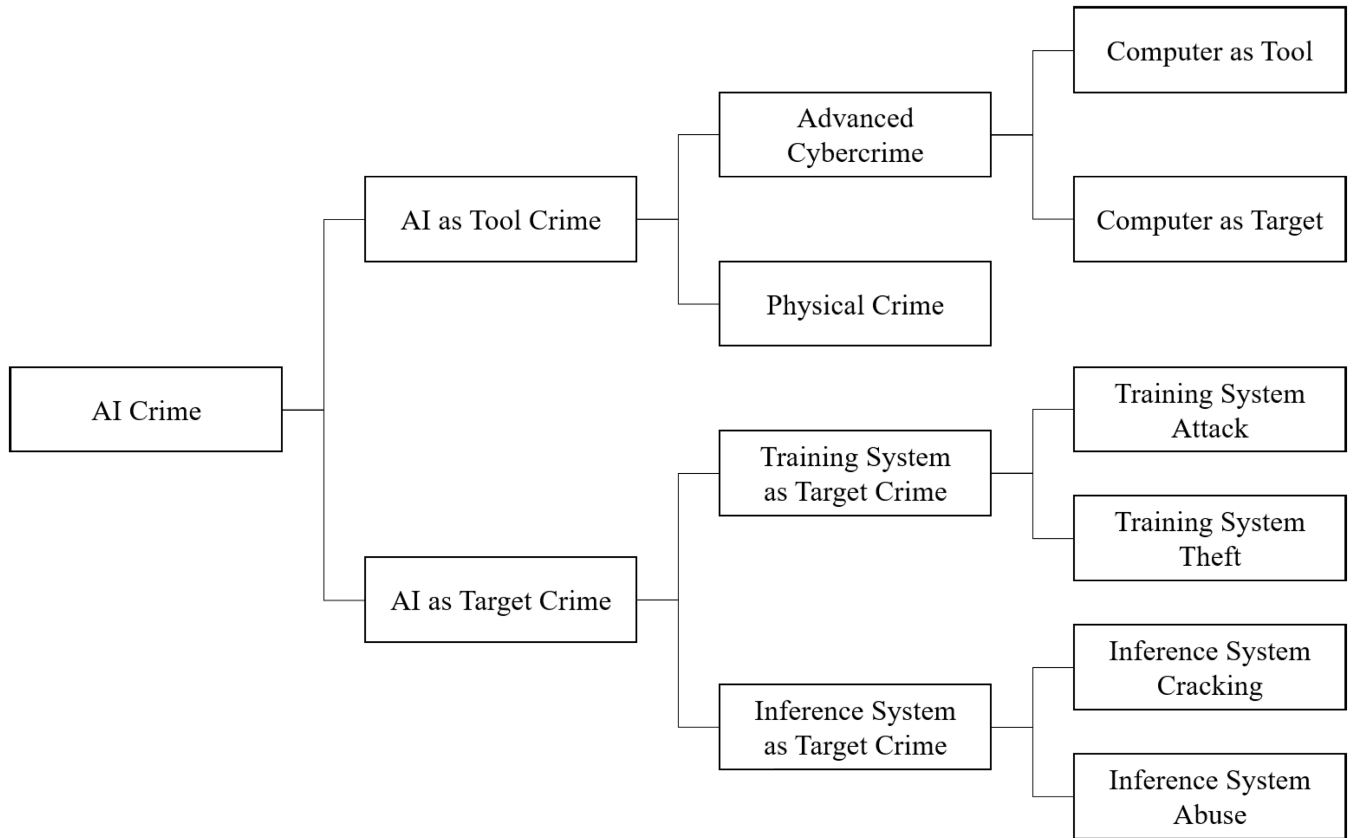 Computer as Tool
Advanced
Cybercrime
AI as Tool Crime
Computer as Target
Physical Crime
AI Crime
Training System
Attack
Training System
as Target Crime
Training System
Theft
AI as Target Crime
Inference System
Cracking
Inference System
as Target Crime
Inference System
Abuse